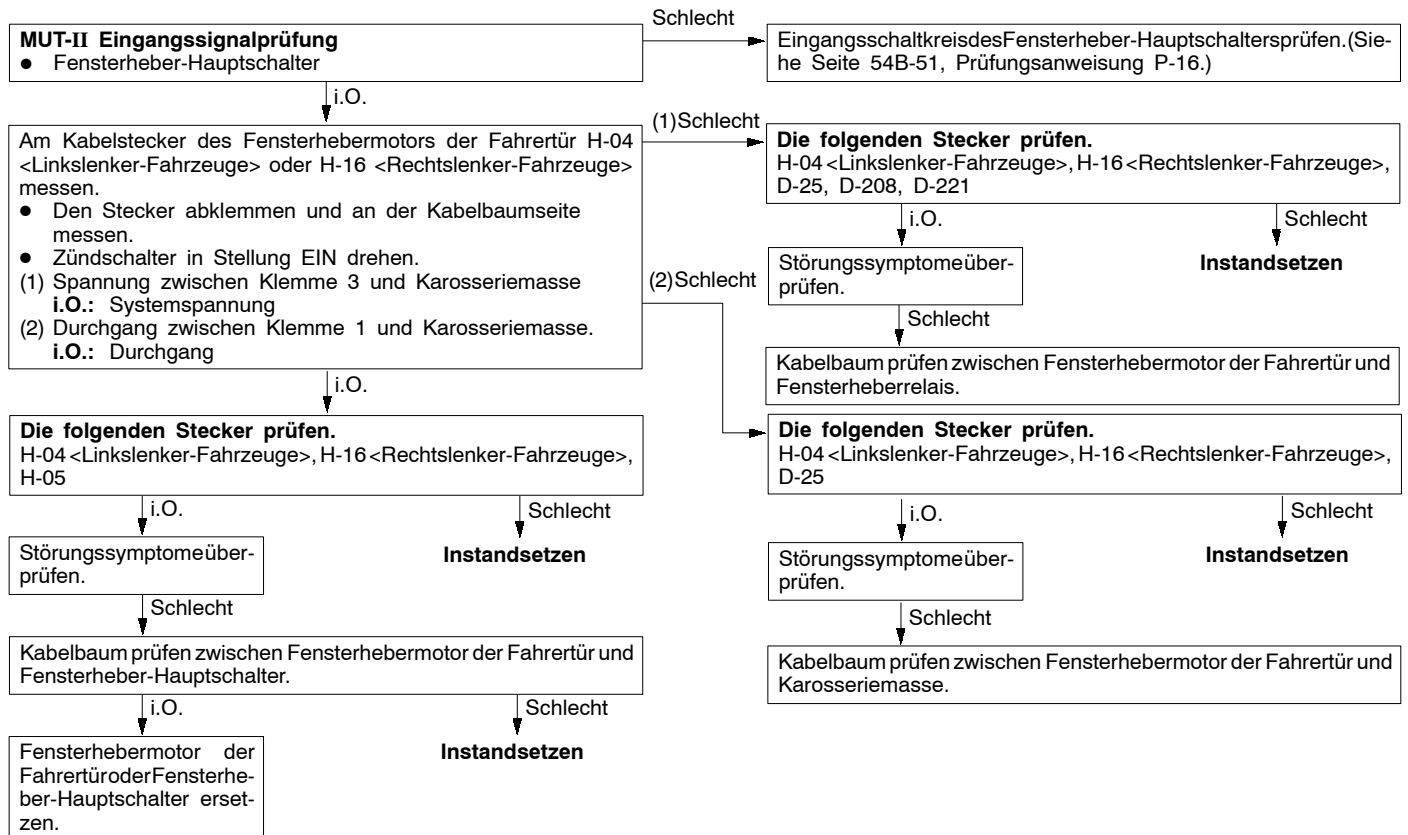 MUT-II Eingangssignalprüfung
● Fensterheber-Hauptschalter
Schlecht
EingangsschaltkreisdesFensterheber-Hauptschaltersprüfen.(Sie-
he Seite 54B-51, Prüfungsanweisung P-16.)
i.O.
Am Kabelstecker des Fensterhebermotors der Fahrertür H-04
<Linkslenker-Fahrzeuge> oder H-16 <Rechtslenker-Fahrzeuge>
messen.
● Den Stecker abklemmen und an der Kabelbaumseite
messen.
● Zündschalter in Stellung EIN drehen.
(1) Spannung zwischen Klemme 3 und Karosseriemasse
i.O.: Systemspannung
(2) Durchgang zwischen Klemme 1 und Karosseriemasse.
i.O.: Durchgang
(1)Schlecht
Die folgenden Stecker prüfen.
H-04<Linkslenker-Fahrzeuge>, H-16<Rechtslenker-Fahrzeuge>,
D-25, D-208, D-221
i.O.
Schlecht
Störungssymptomeüber-
prüfen.
Instandsetzen
Schlecht
Kabelbaum prüfen zwischen Fensterhebermotor der Fahrertür und
Fensterheberrelais.
(2)Schlecht
Die folgenden Stecker prüfen.
H-04<Linkslenker-Fahrzeuge>, H-16<Rechtslenker-Fahrzeuge>,
D-25
i.O.
Schlecht
Störungssymptomeüber-
prüfen.
Instandsetzen
Schlecht
Kabelbaum prüfen zwischen Fensterhebermotor der Fahrertür und
Karosseriemasse.
i.O.
Die folgenden Stecker prüfen.
H-04<Linkslenker-Fahrzeuge>, H-16<Rechtslenker-Fahrzeuge>,
H-05
i.O.
Schlecht
Störungssymptomeüber-
prüfen.
Instandsetzen
Schlecht
Kabelbaum prüfen zwischen Fensterhebermotor der Fahrertür und
Fensterheber-Hauptschalter.
i.O.
Schlecht
Fensterhebermotor der
FahrertüroderFensterhe-
ber-Hauptschalter erset-
zen.
Instandsetzen